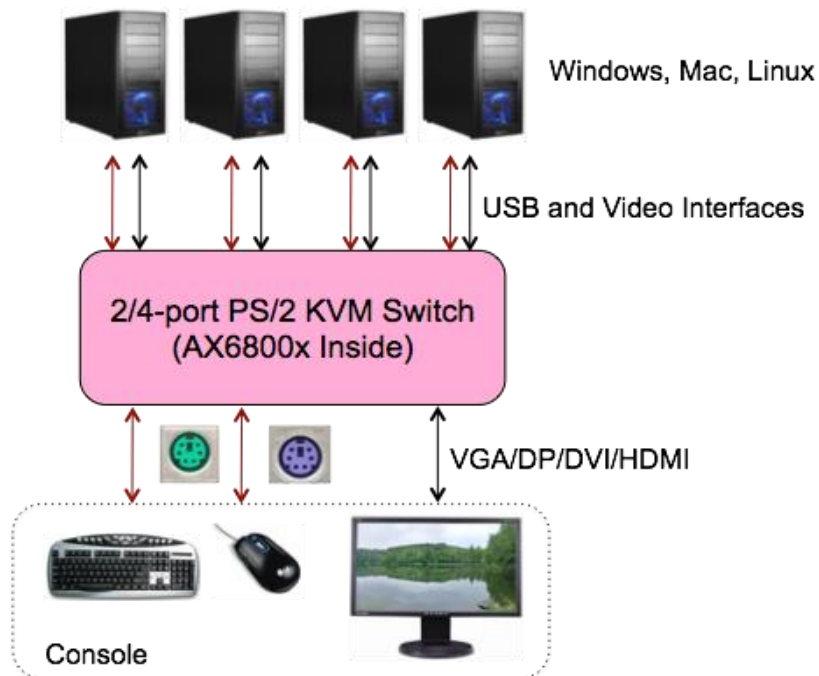 Windows, Mac, Linux
USB and Video Interfaces
2/4-port PS/2 KVM Switch
(AX6800x Inside)
VGA/DP/DVI/HDMI
Console